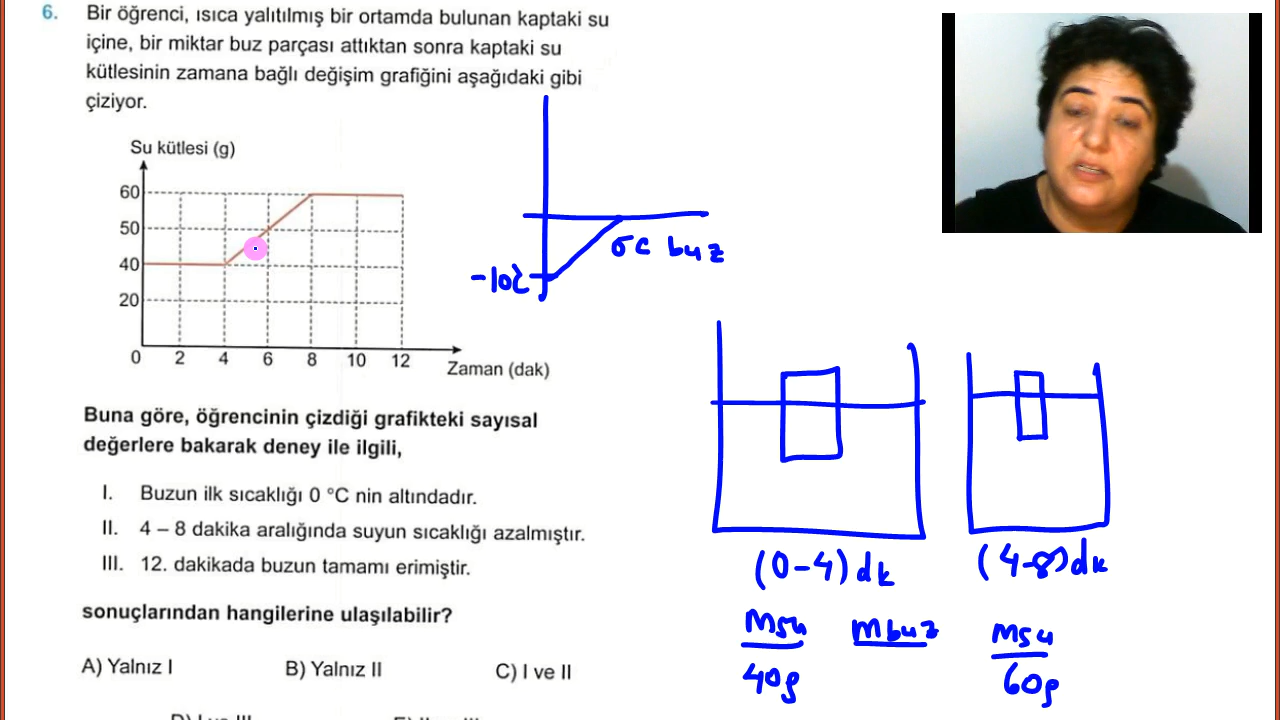 6. Bir öğrenci, ısıca yalıtılmış bir ortamda bulunan kaptaki su
içine, bir miktar buz parçası attıktan sonra kaptaki su
kütlesinin zamana bağlı değişim grafiğini aşağıdaki gibi
çiziyor.
Su kütlesi (g)
60
50
40
20
0 2 4 6 8 10 12
Zaman (dak)
0°C buz
-10°C
Buna göre, öğrencinin çizdiği grafikteki sayısal
değerlere bakarak deney ile ilgili,
I. Buzun ilk sıcaklığı 0 °C nin altındadır.
II. 4 – 8 dakika aralığında suyun sıcaklığı azalmıştır.
III. 12. dakikada buzun tamamı erimiştir.
sonuçlarından hangilerine ulaşılabilir?
A) Yalnız I B) Yalnız II C) I ve II
(0-4) dk (4-8) dk
msu mbuz msu
40g 60g